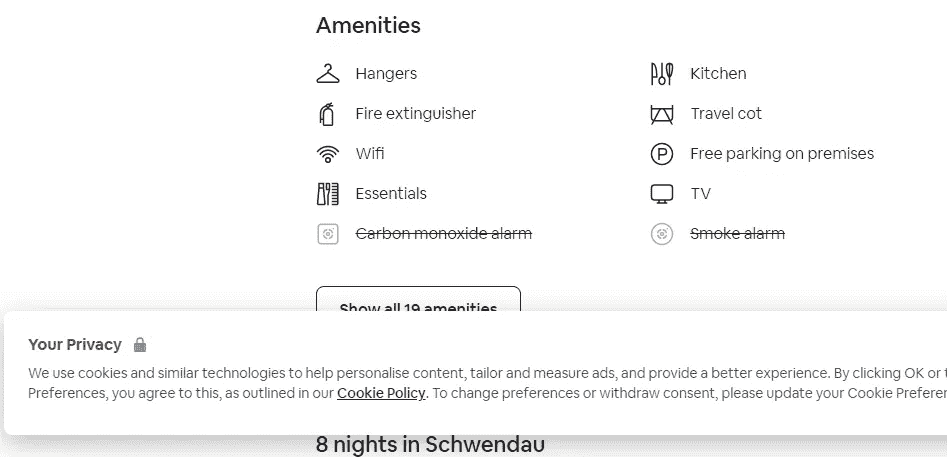 Amenities
Hangers
Kitchen
Fire extinguisher
Travel cot
Wifi
P
Free parking on premises
Essentials
TV
Carbon monoxide alarm
Smoke alarm
Show all 19 amenities
Your Privacy
We use cookies and similar technologies to help personalise content, tailor and measure ads, and provide a better experience. By clicking OK or
Preferences, you agree to this, as outlined in our Cookie Policy. To change preferences or withdraw consent, please update your Cookie
8 nights in Schwendau